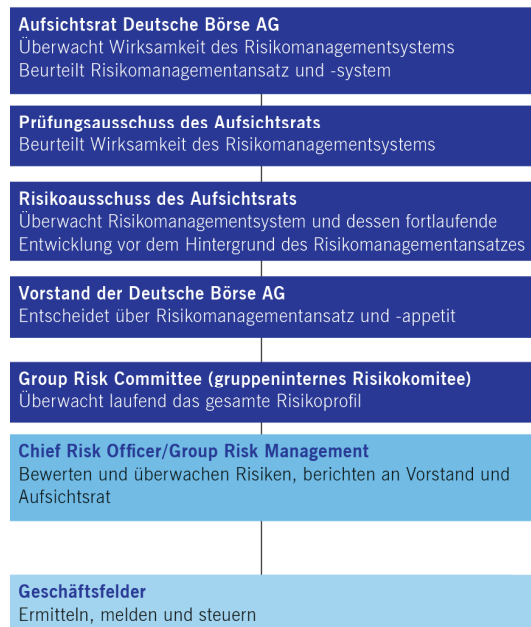 Aufsichtsrat Deutsche Börse AG
Überwacht Wirksamkeit des Risikomanagementsystems
Beurteilt Risikomanagementansatz und -system
Prüfungsausschuss des Aufsichtsrats
Beurteilt Wirksamkeit des Risikomanagementsystems
Risikoausschuss des Aufsichtsrats
Überwacht Risikomanagementsystem und dessen fortlaufende
Entwicklung vor dem Hintergrund des Risikomanagementansatzes
Vorstand der Deutsche Börse AG
Entscheidet über Risikomanagementansatz und -appetit
Group Risk Committee (gruppeninternes Risikokomitee)
Überwacht laufend das gesamte Risikoprofil
Chief Risk Officer/Group Risk Management
Bewerten und überwachen Risiken, berichten an Vorstand und
Aufsichtsrat
Geschäftsfelder
Ermitteln, melden und steuern